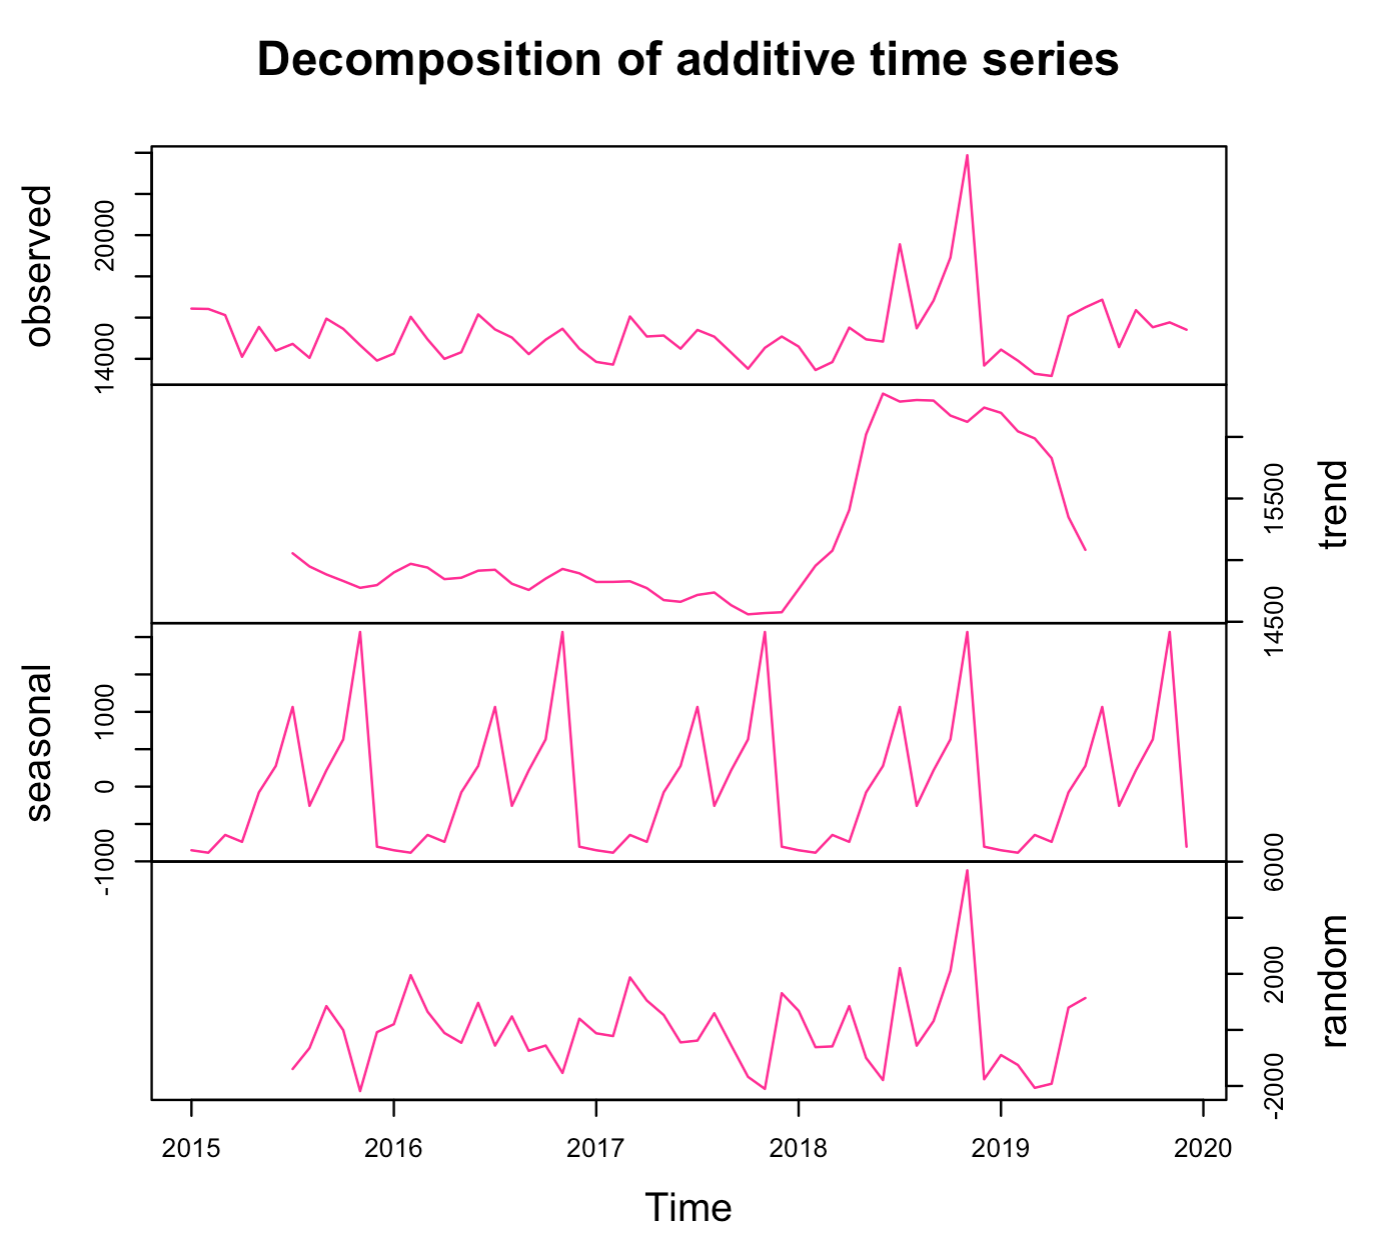 Decomposition of additive time series
observed
14000 20000
trend
14500 15500
seasonal
-1000 0 1000
random
-2000 2000 6000
2015 2016 2017 2018 2019 2020
Time